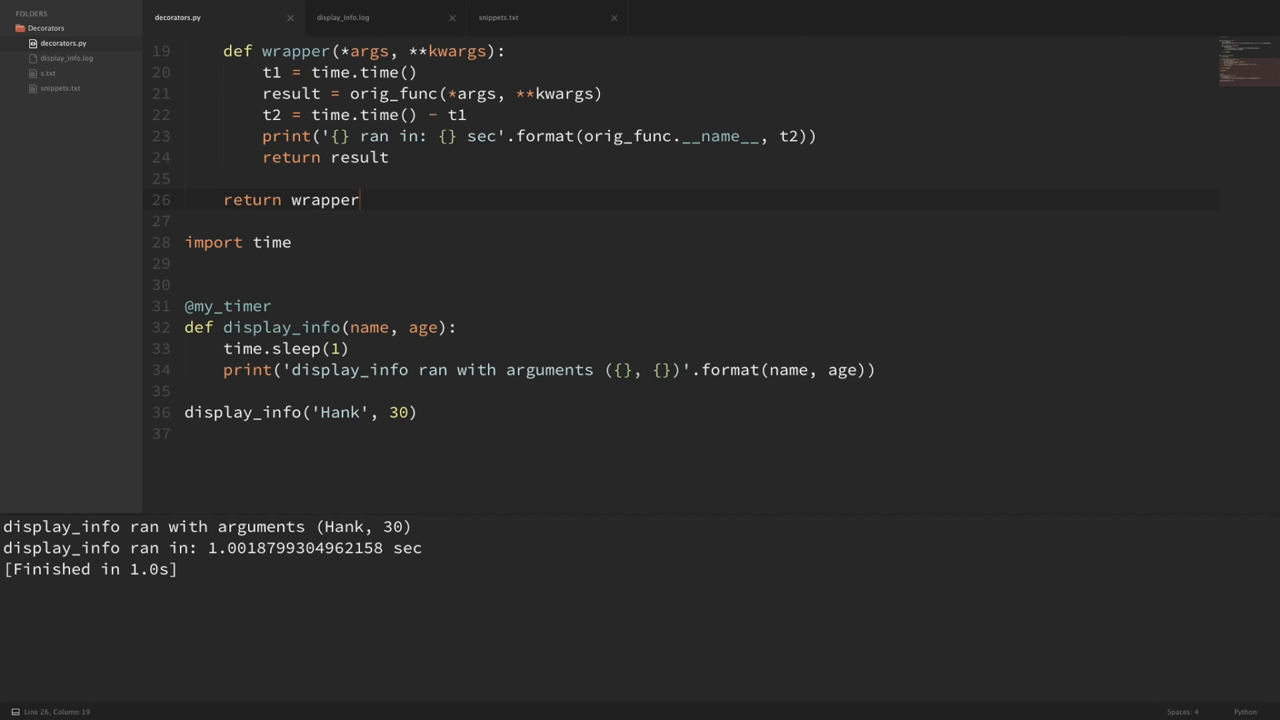 FOLDERS
Decorators
decorators.py
display_info.log
s.txt
snippets.txt
decorators.py
display_info.log
snippets.txt
19     def wrapper(*args, **kwargs):
20         t1 = time.time()
21         result = orig_func(*args, **kwargs)
22         t2 = time.time() - t1
23         print('{} ran in: {} sec'.format(orig_func.__name__, t2))
24         return result
25
26     return wrapper
27
28 import time
29
30
31 @my_timer
32 def display_info(name, age):
33     time.sleep(1)
34     print('display_info ran with arguments ({}, {})'.format(name, age))
35
36 display_info('Hank', 30)
37
display_info ran with arguments (Hank, 30)
display_info ran in: 1.0018799304962158 sec
[Finished in 1.0s]
Line 26, Column 19
Spaces: 4
Python